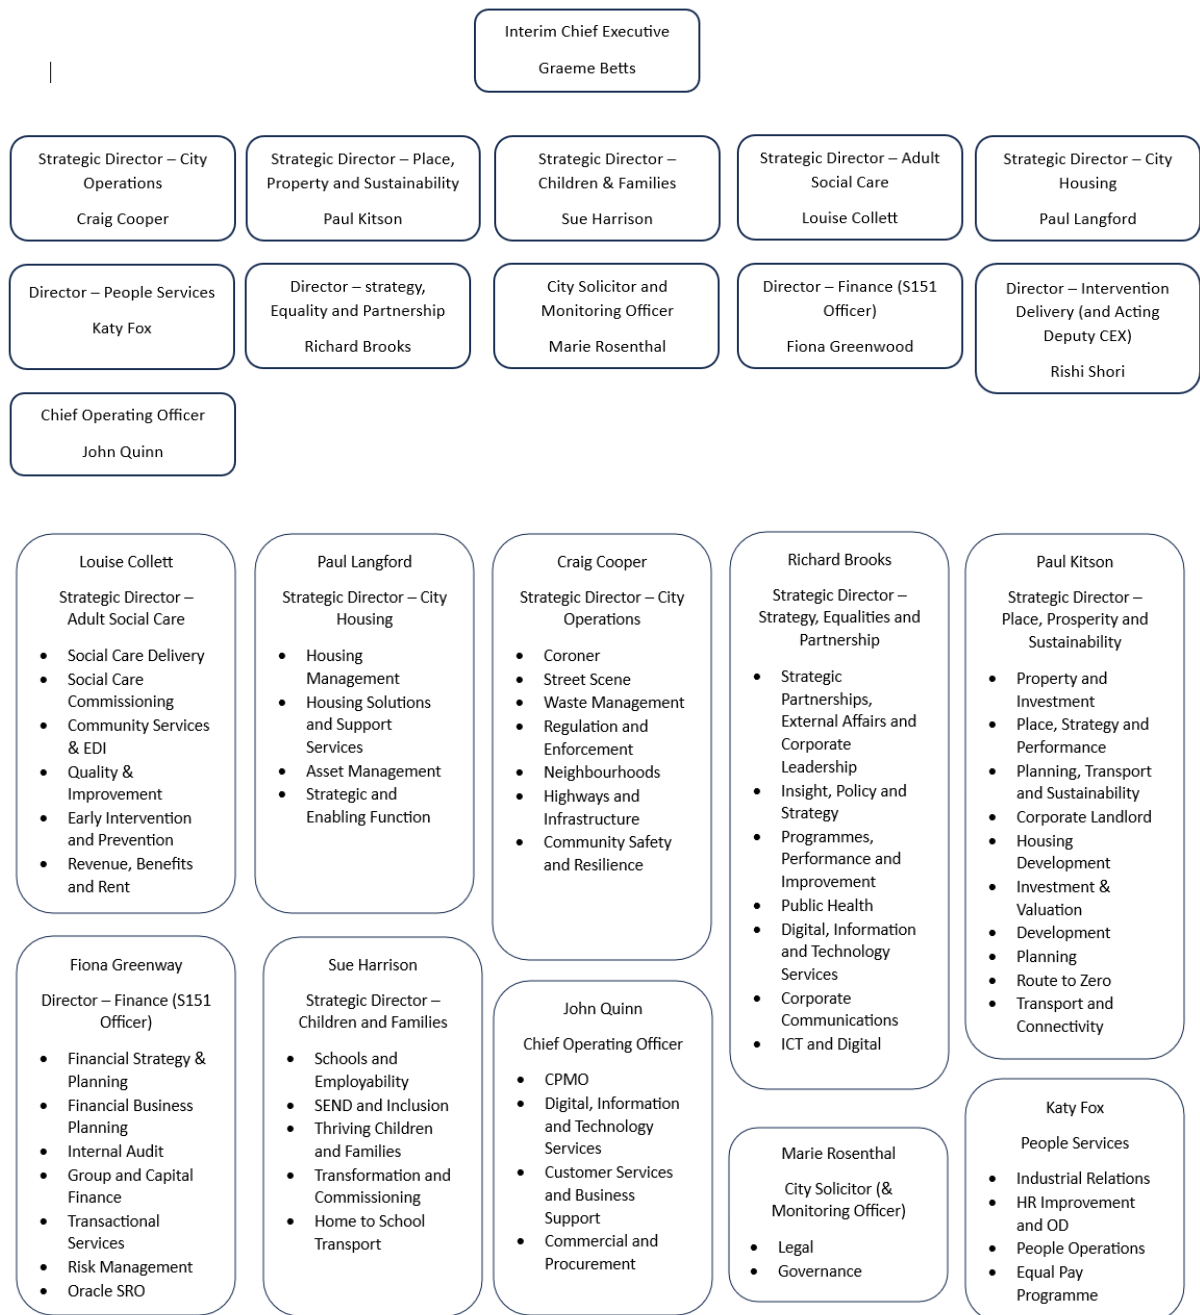 Interim Chief Executive
Graeme Betts
Strategic Director – City
Operations
Craig Cooper
Strategic Director – Place,
Property and Sustainability
Paul Kitson
Strategic Director –
Children & Families
Sue Harrison
Strategic Director – Adult
Social Care
Louise Collett
Strategic Director – City
Housing
Paul Langford
Director – People Services
Katy Fox
Director – strategy,
Equality and Partnership
Richard Brooks
City Solicitor and
Monitoring Officer
Marie Rosenthal
Director – Finance (S151
Officer)
Fiona Greenwood
Director – Intervention
Delivery (and Acting
Deputy CEX)
Rishi Shori
Chief Operating Officer
John Quinn
Louise Collett
Strategic Director –
Adult Social Care
• Social Care Delivery
• Social Care
Commissioning
• Community Services
& EDI
• Quality &
Improvement
• Early Intervention
and Prevention
• Revenue, Benefits
and Rent
Paul Langford
Strategic Director – City
Housing
• Housing
Management
• Housing Solutions
and Support
Services
• Asset Management
• Strategic and
Enabling Function
Craig Cooper
Strategic Director – City
Operations
• Coroner
• Street Scene
• Waste Management
• Regulation and
Enforcement
• Neighbourhoods
• Highways and
Infrastructure
• Community Safety
and Resilience
Richard Brooks
Strategic Director –
Strategy, Equalities and
Partnership
• Strategic
Partnerships,
External Affairs and
Corporate
Leadership
• Insight, Policy and
Strategy
• Programmes,
Performance and
Improvement
• Public Health
• Digital, Information
and Technology
Services
• Corporate
Communications
• ICT and Digital
Paul Kitson
Strategic Director –
Place, Prosperity and
Sustainability
• Property and
Investment
• Place, Strategy and
Performance
• Planning, Transport
and Sustainability
• Corporate Landlord
• Housing
Development
• Investment &
Valuation
• Development
• Planning
• Route to Zero
• Transport and
Connectivity
Fiona Greenway
Director – Finance (S151
Officer)
• Financial Strategy &
Planning
• Financial Business
Planning
• Internal Audit
• Group and Capital
Finance
• Transactional
Services
• Risk Management
• Oracle SRO
Sue Harrison
Strategic Director –
Children and Families
• Schools and
Employability
• SEND and Inclusion
• Thriving Children
and Families
• Transformation and
Commissioning
• Home to School
Transport
John Quinn
Chief Operating Officer
• CPMO
• Digital, Information
and Technology
Services
• Customer Services
and Business
Support
• Commercial and
Procurement
Marie Rosenthal
City Solicitor (&
Monitoring Officer)
• Legal
• Governance
Katy Fox
People Services
• Industrial Relations
• HR Improvement
and OD
• People Operations
• Equal Pay
Programme